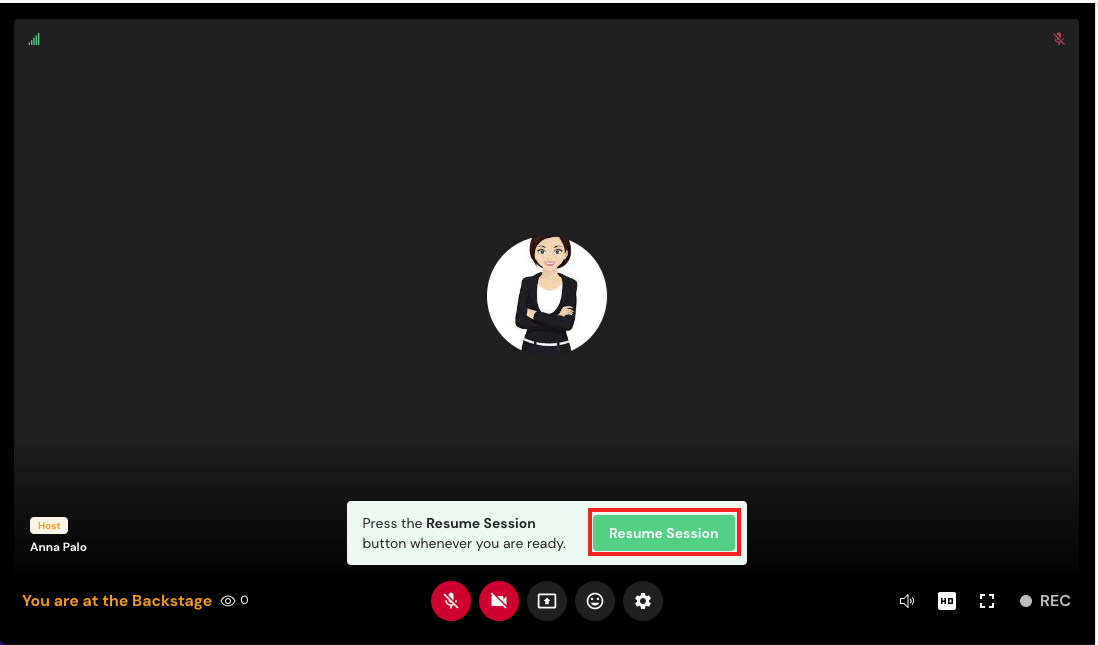 Host
Anna Palo
Press the Resume Session
button whenever you are ready.
Resume Session
You are at the Backstage 0
HD
REC